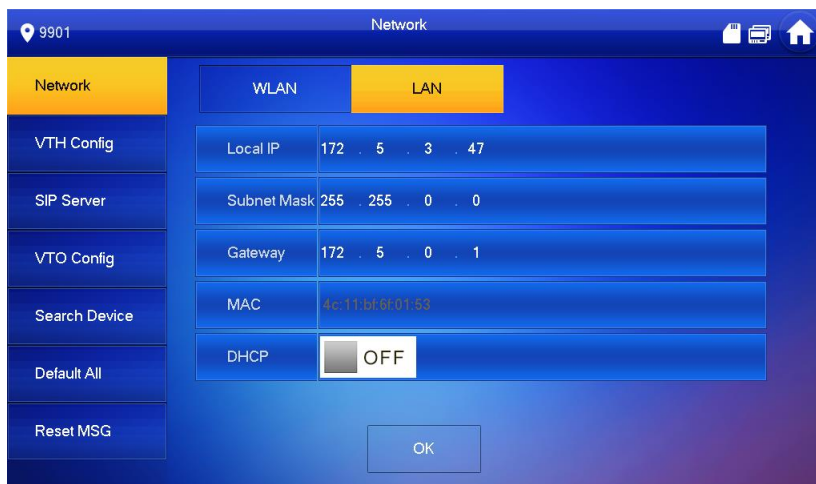 9901
Network
Network
WLAN
LAN
VTH Config
Local IP 172 . 5 . 3 . 47
SIP Server
Subnet Mask 255 . 255 . 0 . 0
VTO Config
Gateway 172 . 5 . 0 . 1
Search Device
MAC 4c:11:bf:6f:01:53
Default All
DHCP OFF
Reset MSG
OK